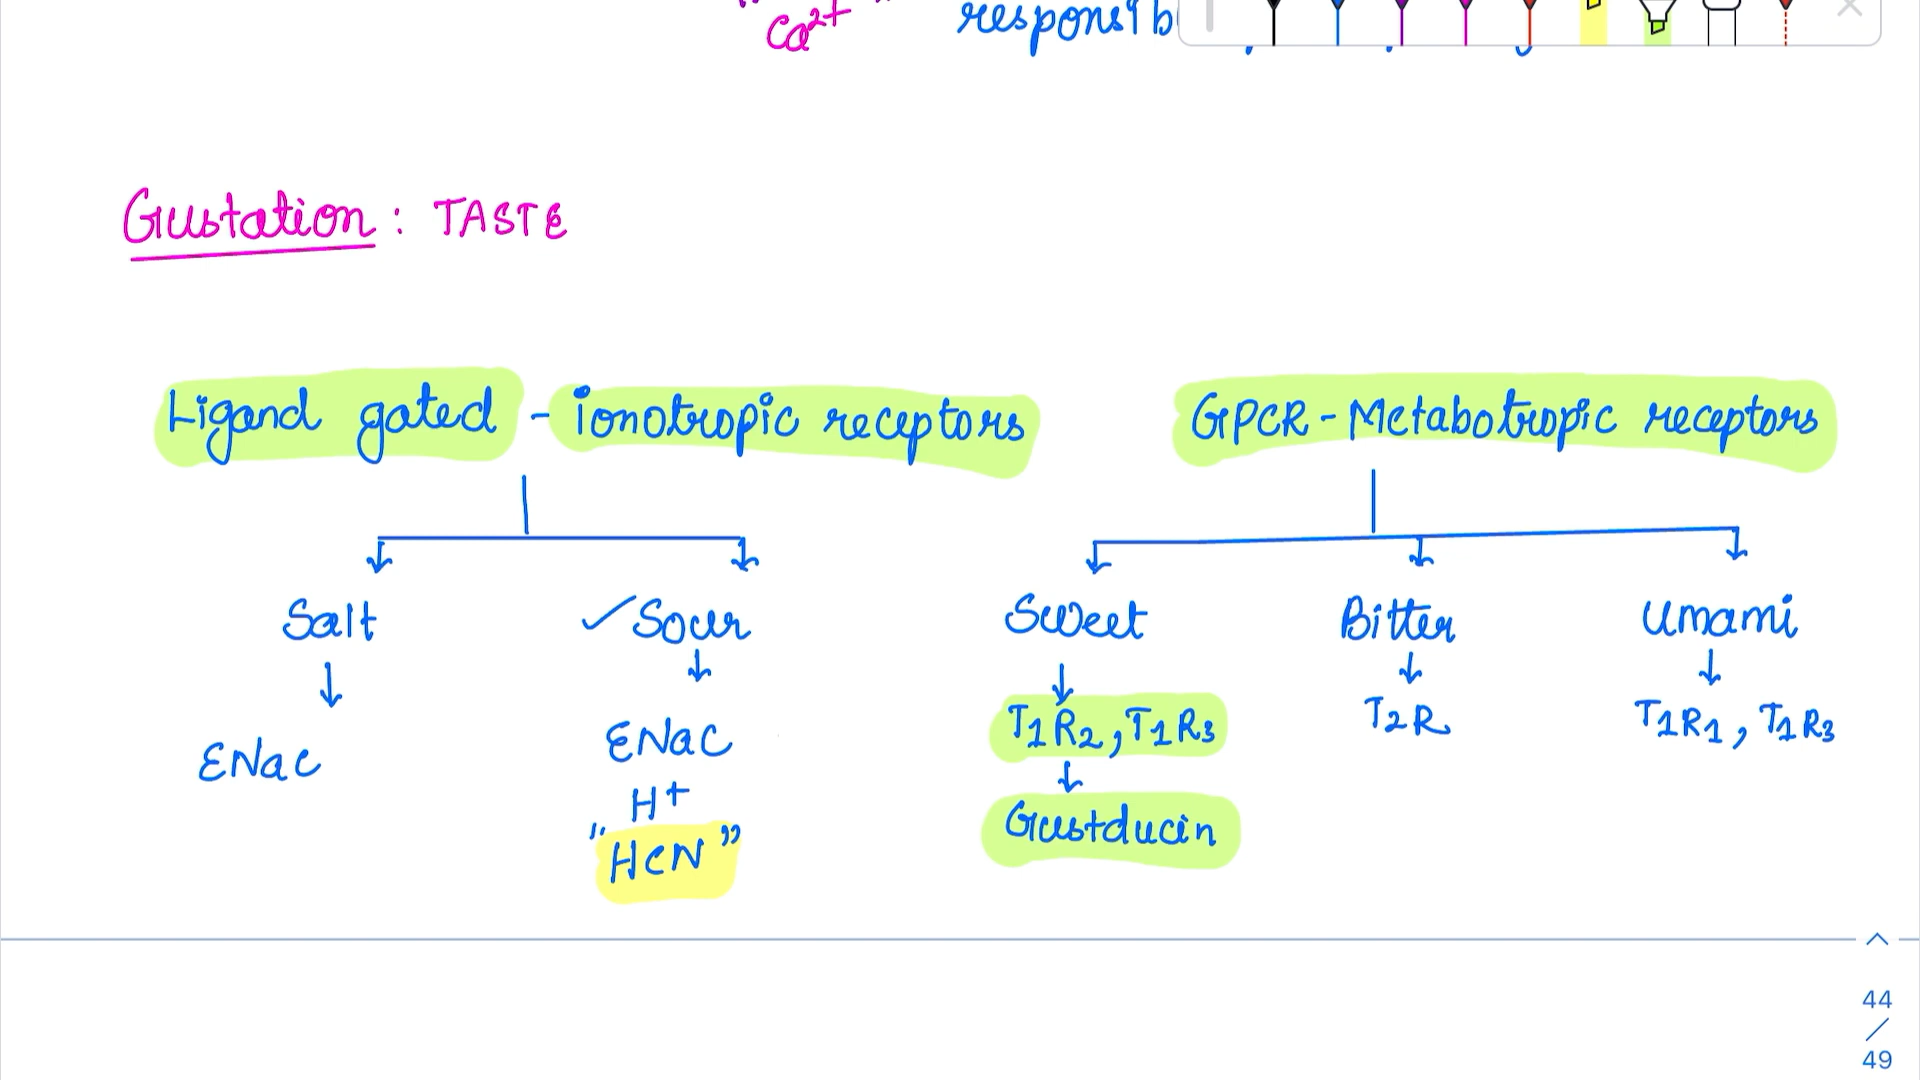 Ca²⁺ "
responsib
Gustation : TASTE
Ligand gated - ionotropic receptors
GPCR - Metabotropic receptors
Salt
✓Sour
Sweet
Bitter
Umami
ENac
ENac
H+
"HCN"
T1R2, T1R3
Gustducin
T2R
T1R1, T1R3
44
/
49